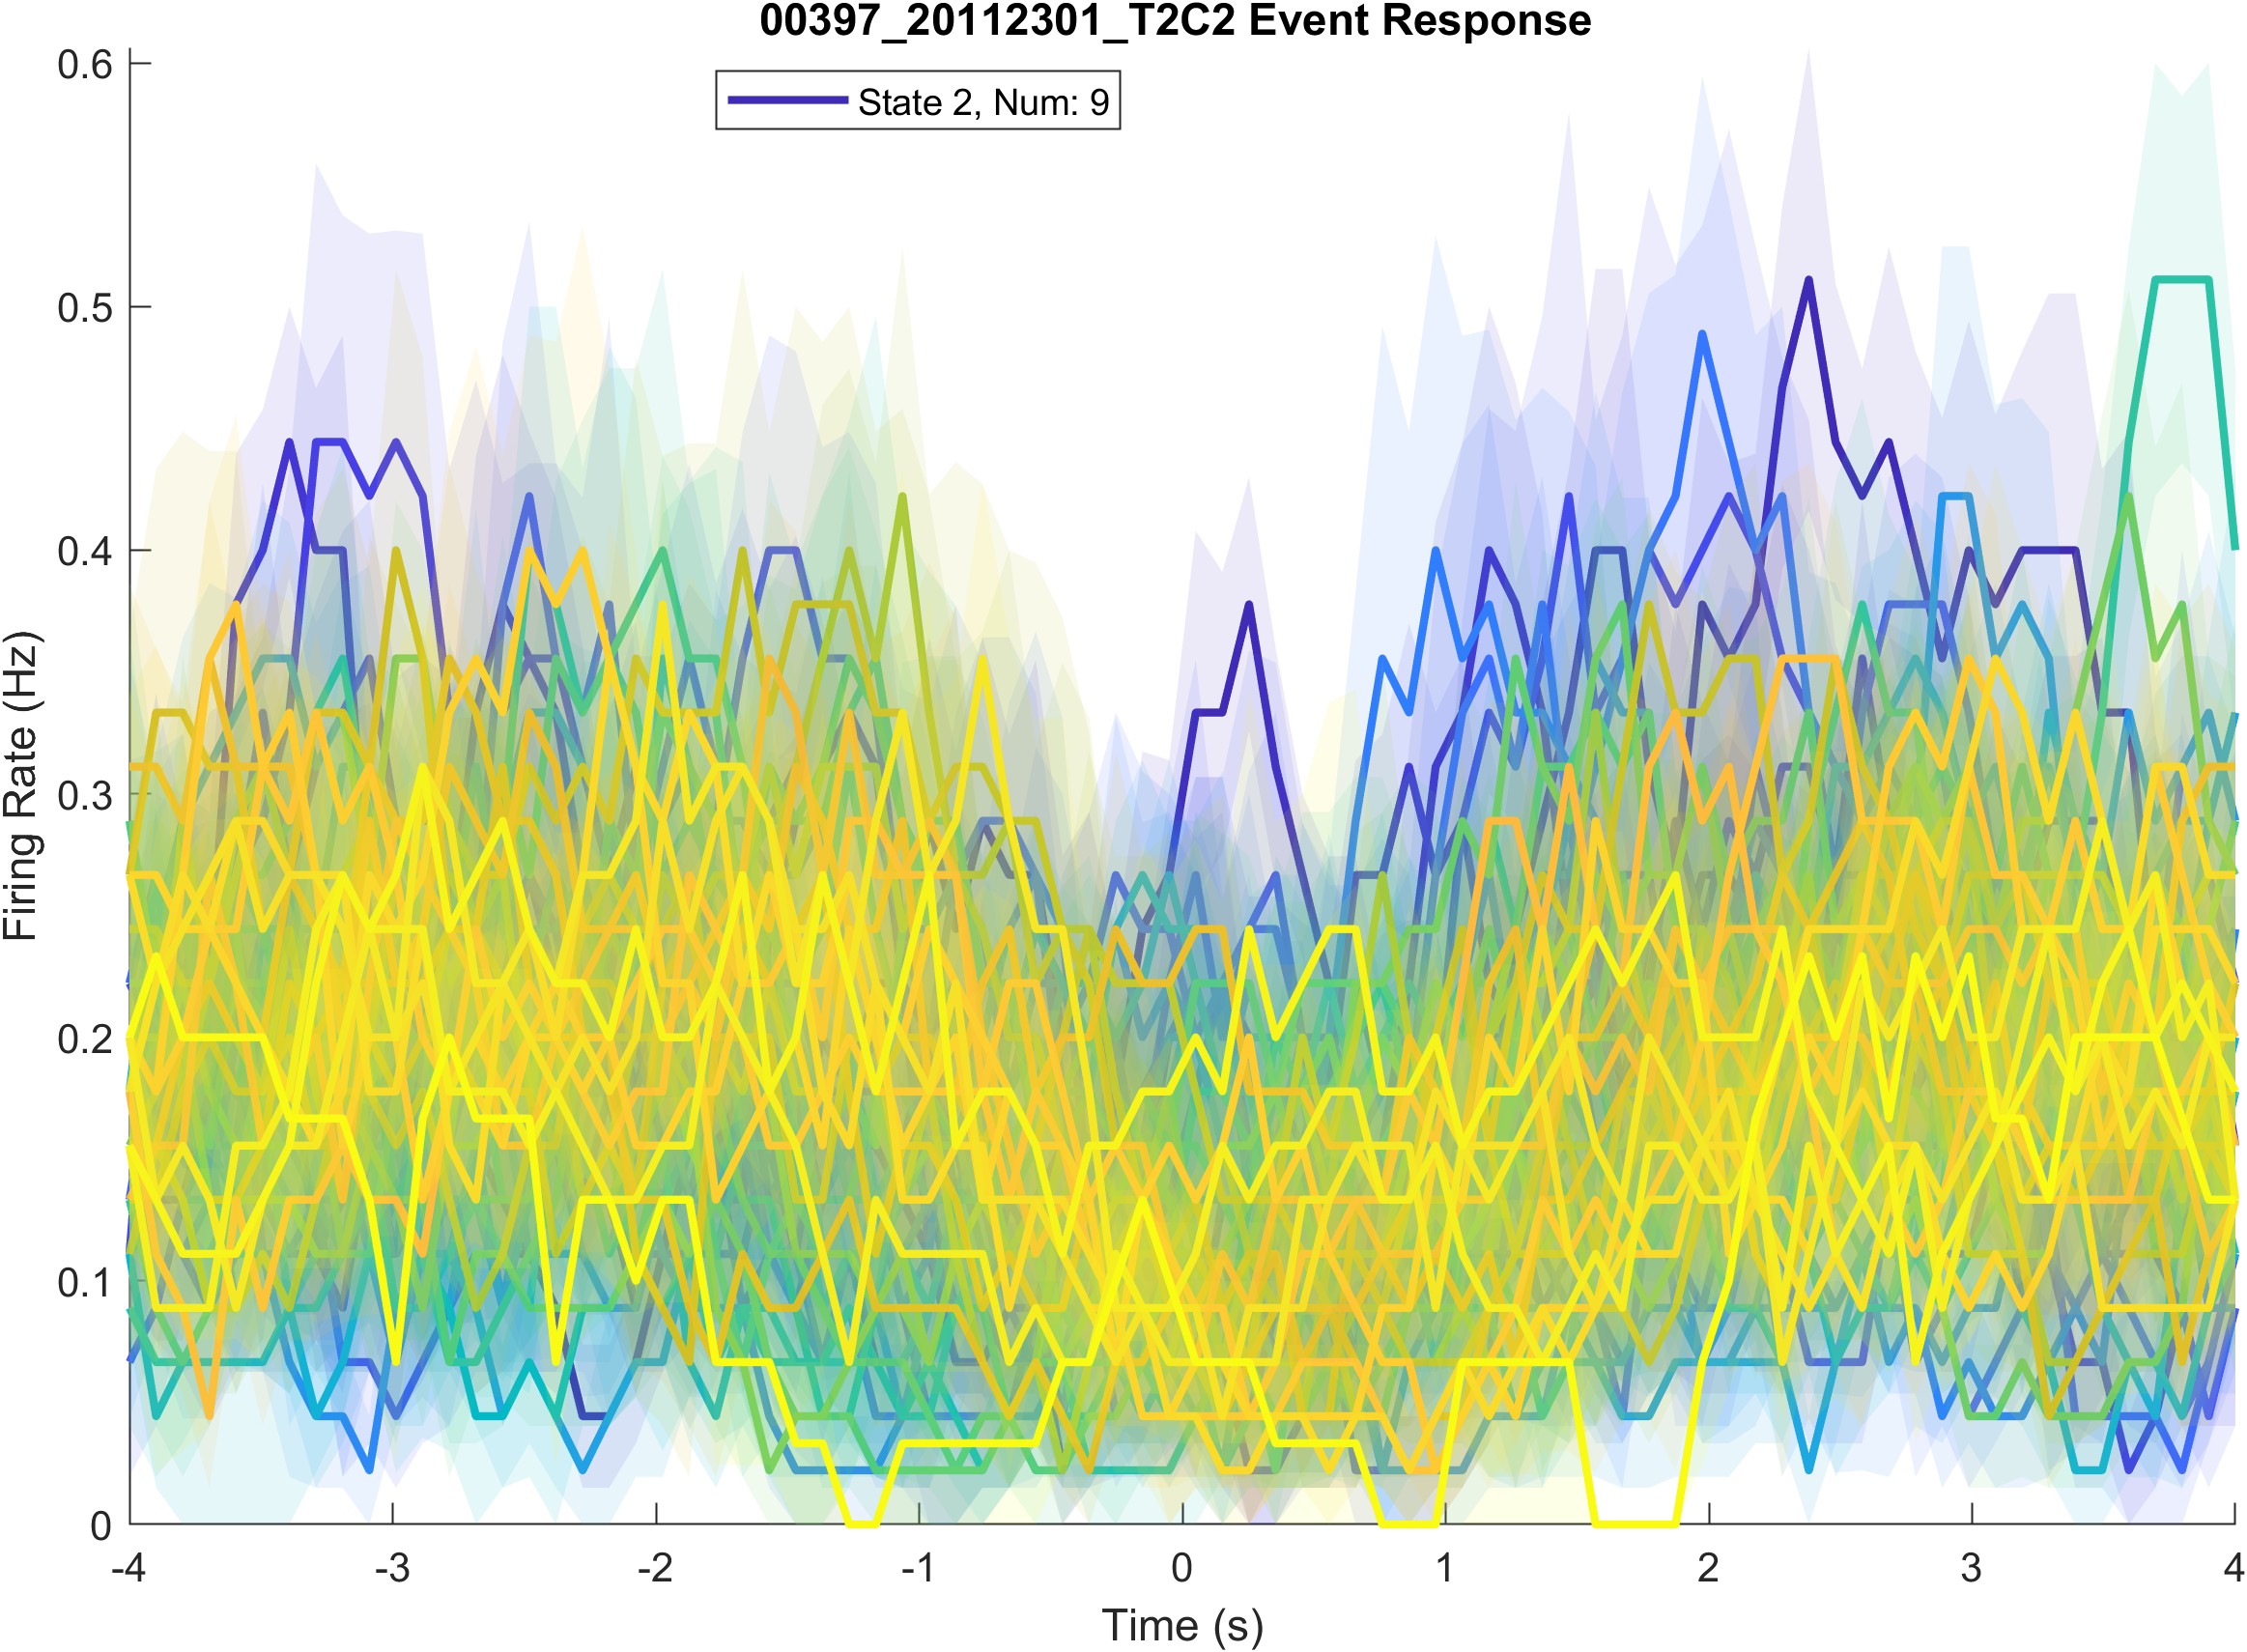 00397_20112301_T2C2 Event Response
State 2, Num: 9
0.6
0.5
0.4
0.3
0.2
0.1
0
Firing Rate (Hz)
-4 -3 -2 -1 0 1 2 3 4
Time (s)